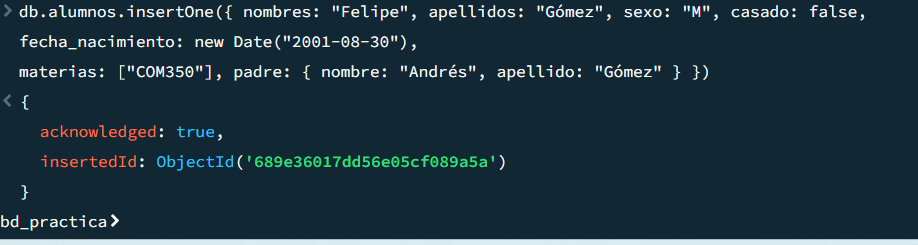 > db.alumnos.insertOne({ nombres: "Felipe", apellidos: "Gómez", sexo: "M", casado: false,
fecha_nacimiento: new Date("2001-08-30"),
materias: ["COM350"], padre: { nombre: "Andrés", apellido: "Gómez" } })
< {
acknowledged: true,
insertedId: ObjectId('689e36017dd56e05cf089a5a')
}
bd_practica>